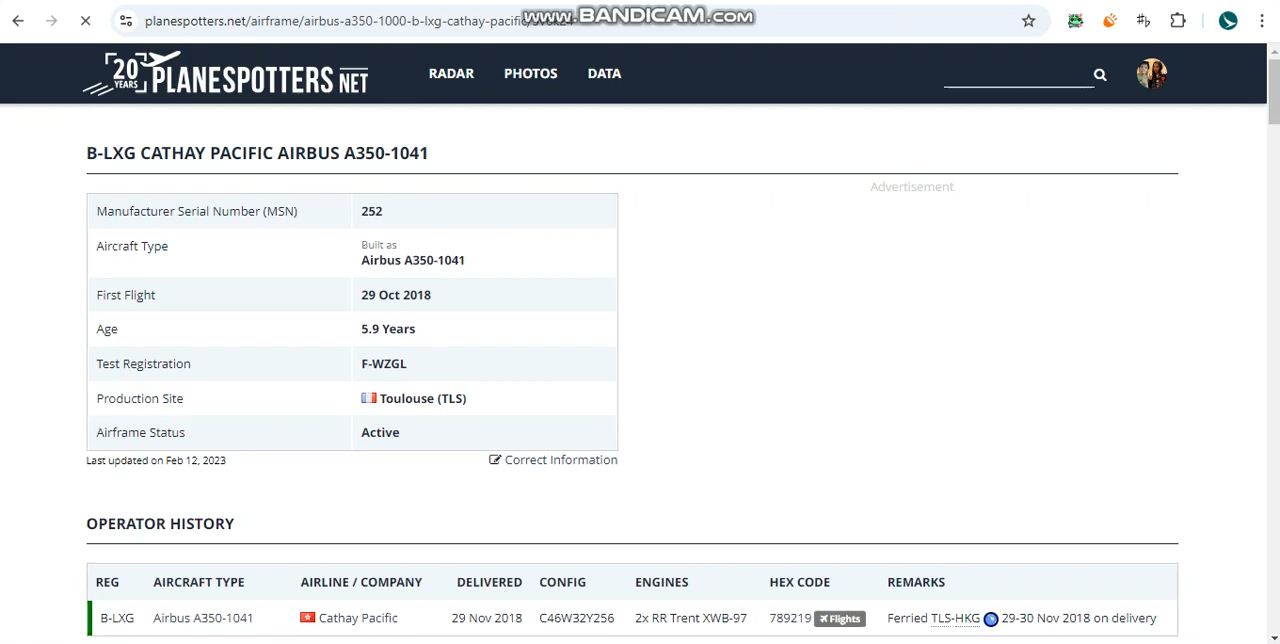 planespotters.net/airframe/airbus-a350-1000-b-lxg-cathay-pacific/
www.BANDICAM.com
20 YEARS PLANESPOTTERS NET
RADAR PHOTOS DATA
B-LXG CATHAY PACIFIC AIRBUS A350-1041
Advertisement
Manufacturer Serial Number (MSN) 252
Aircraft Type Built as
Airbus A350-1041
First Flight 29 Oct 2018
Age 5.9 Years
Test Registration F-WZGL
Production Site Toulouse (TLS)
Airframe Status Active
Last updated on Feb 12, 2023 Correct Information
OPERATOR HISTORY
REG AIRCRAFT TYPE AIRLINE / COMPANY DELIVERED CONFIG ENGINES HEX CODE REMARKS
B-LXG Airbus A350-1041 Cathay Pacific 29 Nov 2018 C46W32Y256 2x RR Trent XWB-97 789219 Flights Ferried TLS-HKG 29-30 Nov 2018 on delivery